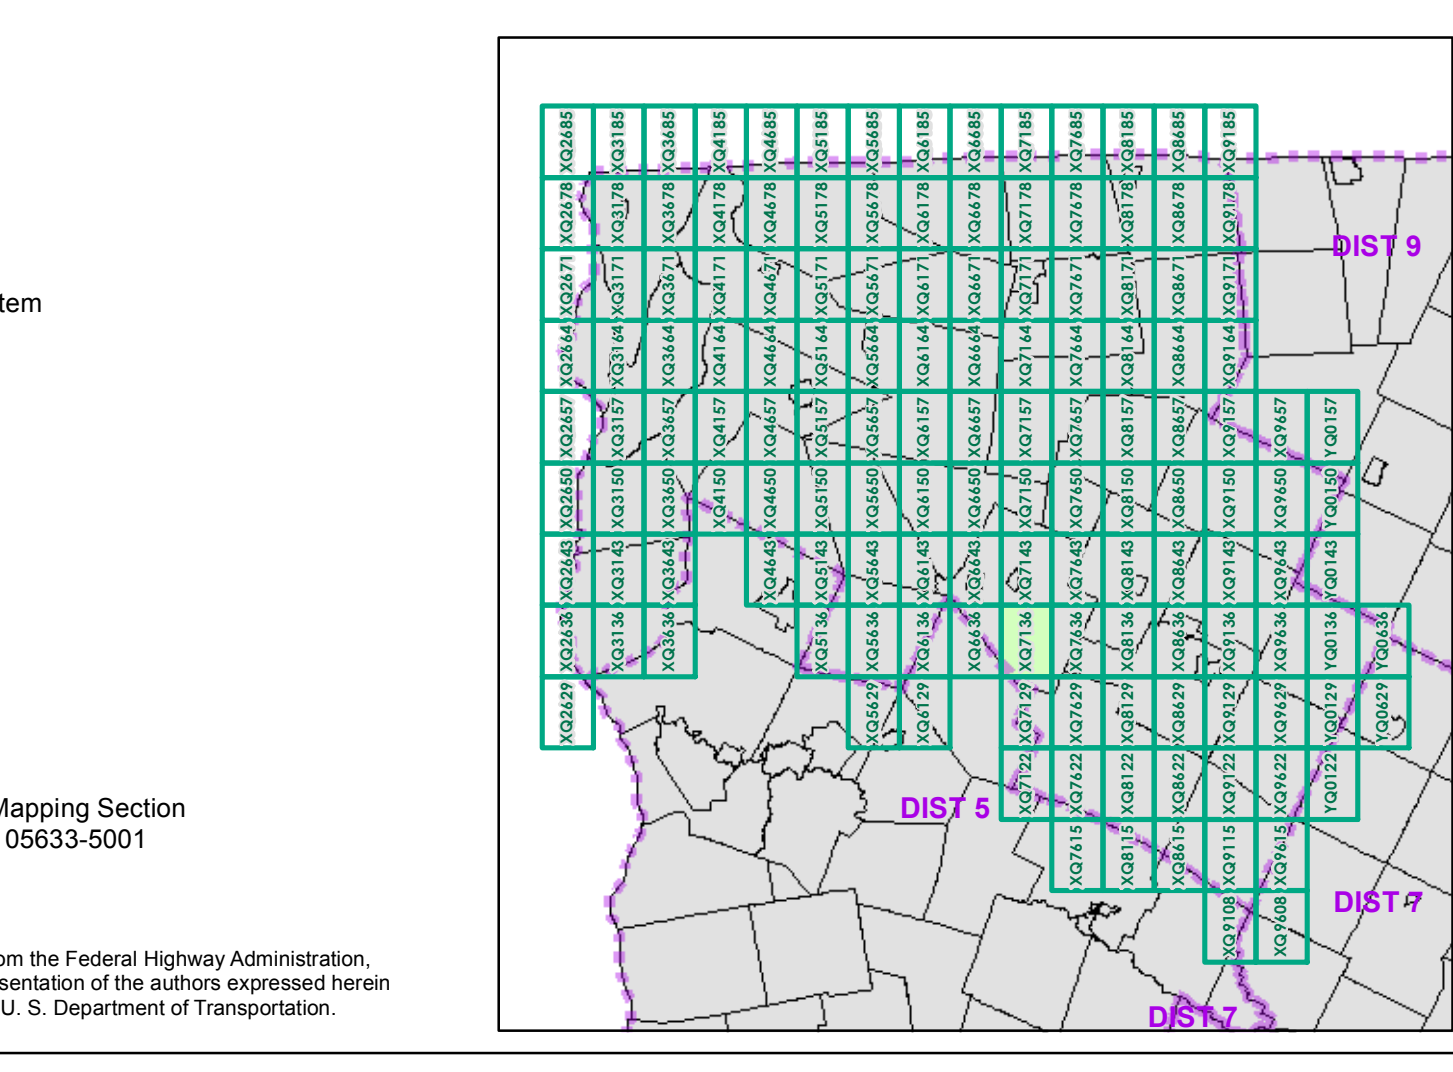 XQ2685 XQ3185 XQ3685 XQ4185 XQ4685 XQ5185 XQ5685 XQ6185 XQ6685 XQ7185 XQ7685 XQ8185 XQ8685 XQ9185
XQ2678 XQ3178 XQ3678 XQ4178 XQ4678 XQ5178 XQ5678 XQ6178 XQ6678 XQ7178 XQ7678 XQ8178 XQ8678 XQ9178
DIST 9
XQ2671 XQ3171 XQ3671 XQ4171 XQ4671 XQ5171 XQ5671 XQ6171 XQ6671 XQ7171 XQ7671 XQ8171 XQ8671 XQ9171
tem
XQ2664 XQ3164 XQ3664 XQ4164 XQ4664 XQ5164 XQ5664 XQ6164 XQ6664 XQ7164 XQ7664 XQ8164 XQ8664 XQ9164
XQ2657 XQ3157 XQ3657 XQ4157 XQ4657 XQ5157 XQ5657 XQ6157 XQ6657 XQ7157 XQ7657 XQ8157 XQ8657 XQ9157 XQ9657 YQ0157
XQ2650 XQ3150 XQ3650 XQ4150 XQ4650 XQ5150 XQ5650 XQ6150 XQ6650 XQ7150 XQ7650 XQ8150 XQ8650 XQ9150 XQ9650 YQ0150
XQ2643 XQ3143 XQ3643 XQ4643 XQ5143 XQ5643 XQ6143 XQ6643 XQ7143 XQ7643 XQ8143 XQ8643 XQ9143 XQ9643 YQ0143
XQ2636 XQ3136 XQ3636 XQ5136 XQ5636 XQ6136 XQ6636 XQ7136 XQ7636 XQ8136 XQ8636 XQ9136 XQ9636 YQ0136 YQ0636
XQ2629 XQ5629 XQ6129 XQ7129 XQ7629 XQ8129 XQ8629 XQ9129 XQ9629 YQ0129 YQ0629
XQ7122 XQ7622 XQ8122 XQ8622 XQ9122 XQ9622 YQ0122
Mapping Section
DIST 5
05633-5001
XQ7615 XQ8115 XQ8615 XQ9115 XQ9615
DIST 7
XQ9108 XQ9608
om the Federal Highway Administration,
sentation of the authors expressed herein
U. S. Department of Transportation.
DIST 7